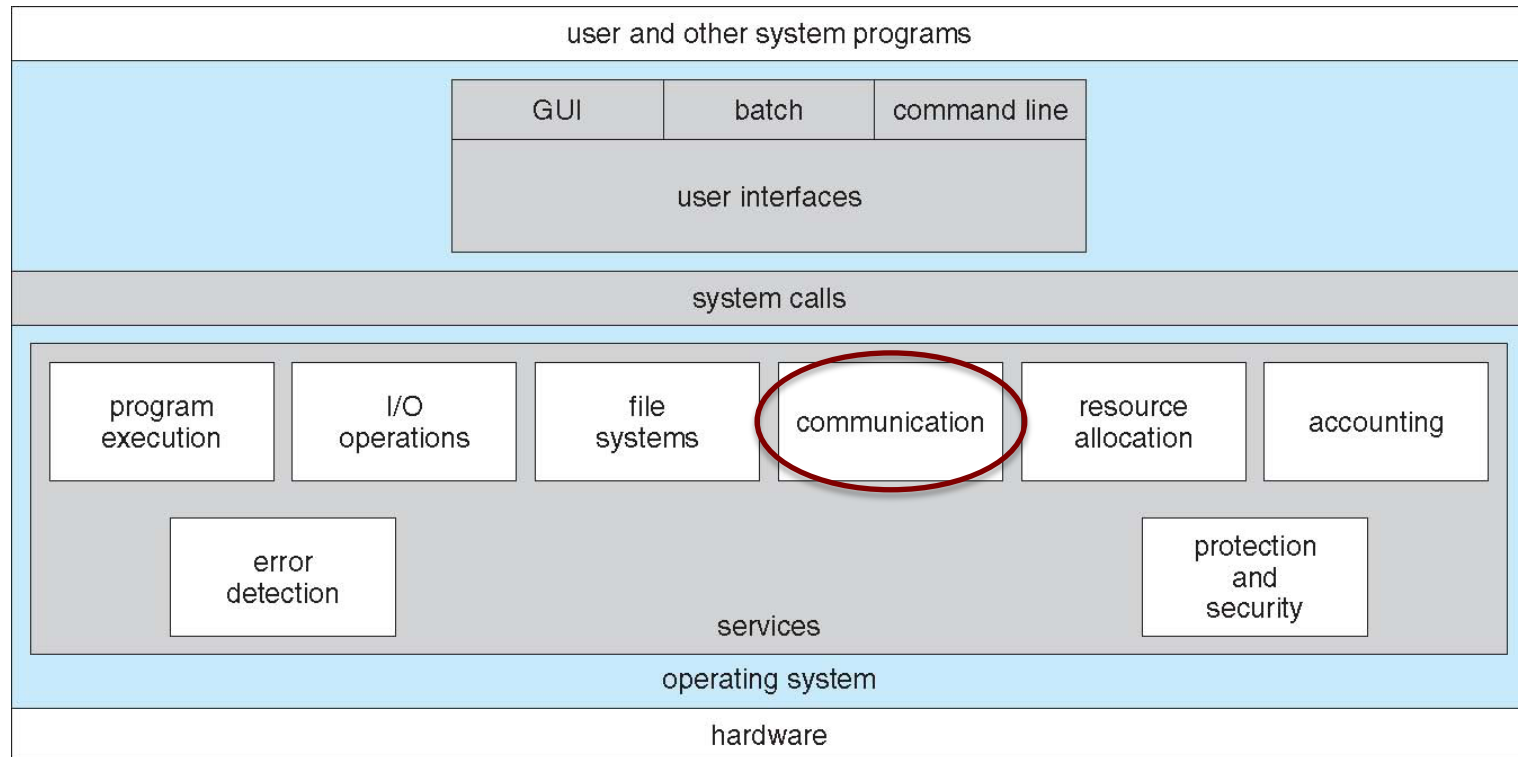 user and other system programs
GUI
batch
command line
user interfaces
system calls
program
execution
I/O
operations
file
systems
communication
resource
allocation
accounting
error
detection
protection
and
security
services
operating system
hardware